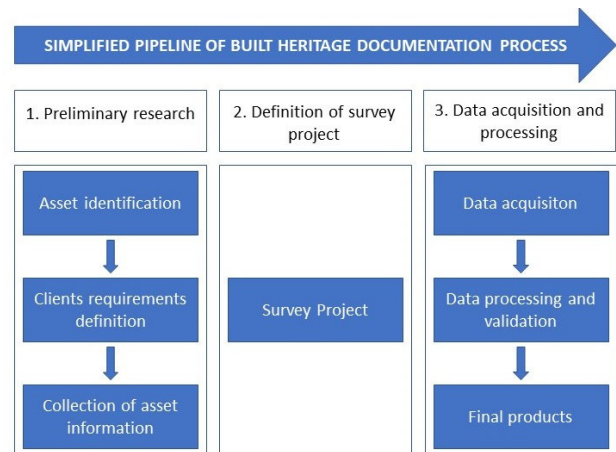 SIMPLIFIED PIPELINE OF BUILT HERITAGE DOCUMENTATION PROCESS
1. Preliminary research
2. Definition of survey
project
3. Data acquisition and
processing
Asset identification
Clients requirements
definition
Collection of asset
information
Survey Project
Data acquisiton
Data processing and
validation
Final products